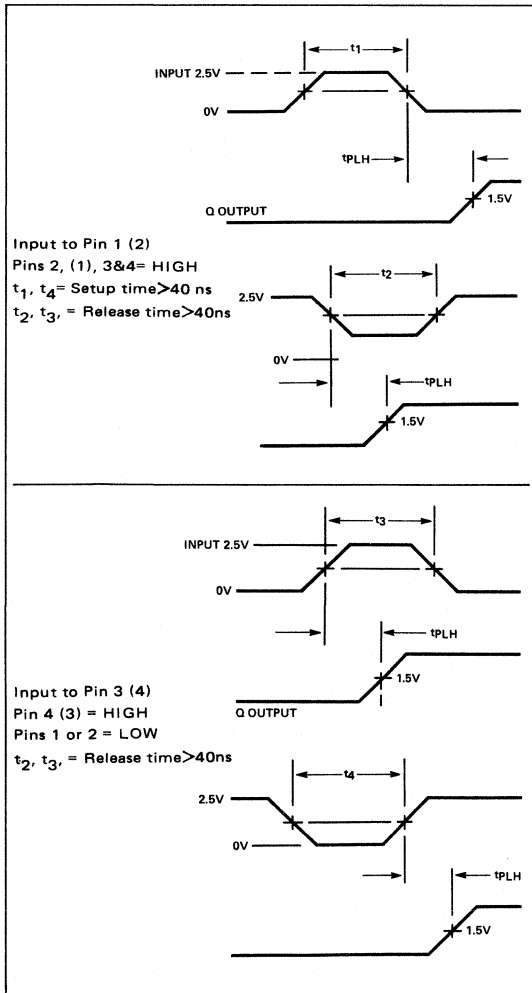 t1
INPUT 2.5V
0V
tPLH
1.5V
Q OUTPUT
Input to Pin 1 (2)
Pins 2, (1), 3&4= HIGH
t1, t4= Setup time>40 ns
t2, t3, = Release time>40ns
t2
2.5V
0V
tPLH
1.5V
t3
INPUT 2.5V
0V
tPLH
1.5V
Q OUTPUT
Input to Pin 3 (4)
Pin 4 (3) = HIGH
Pins 1 or 2 = LOW
t2, t3, = Release time>40ns
t4
2.5V
0V
tPLH
1.5V